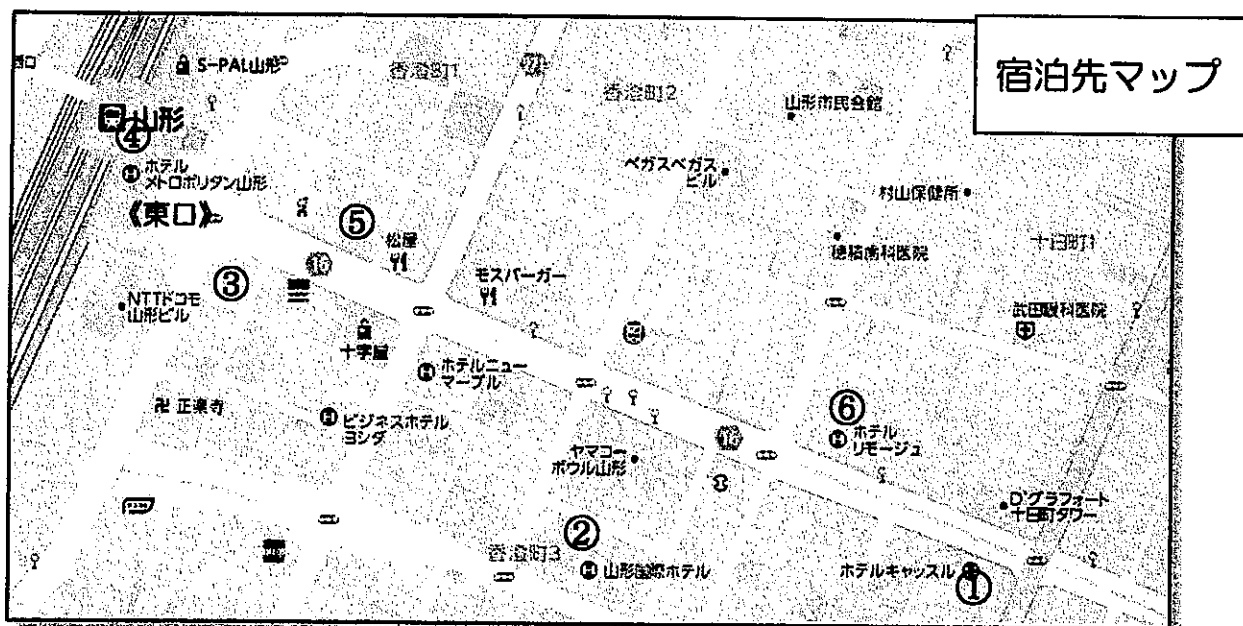 宿泊先マップ
西口
S-PAL山形
香澄町1
香澄町2
山形市民会館
山形
④
ホテル
メトロポリタン山形
ペガスペガス
ビル
村山保健所
《東口》
⑤
松屋
十日町1
③
16
モスバーガー
NTTドコモ
山形ビル
武田眼科医院
十字屋
ホテルニュー
マーブル
卍 正楽寺
ビジネスホテル
ヨシダ
⑥
ホテル
リモージュ
16
ヤマコー
ボウル山形
D'グラフォート
十日町タワー
②
香澄町3
山形国際ホテル
ホテルキャッスル
①